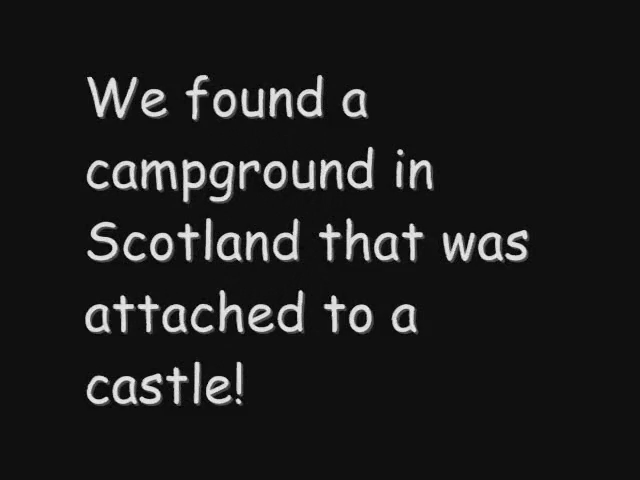 We found a
campground in
Scotland that was
attached to a
castle!